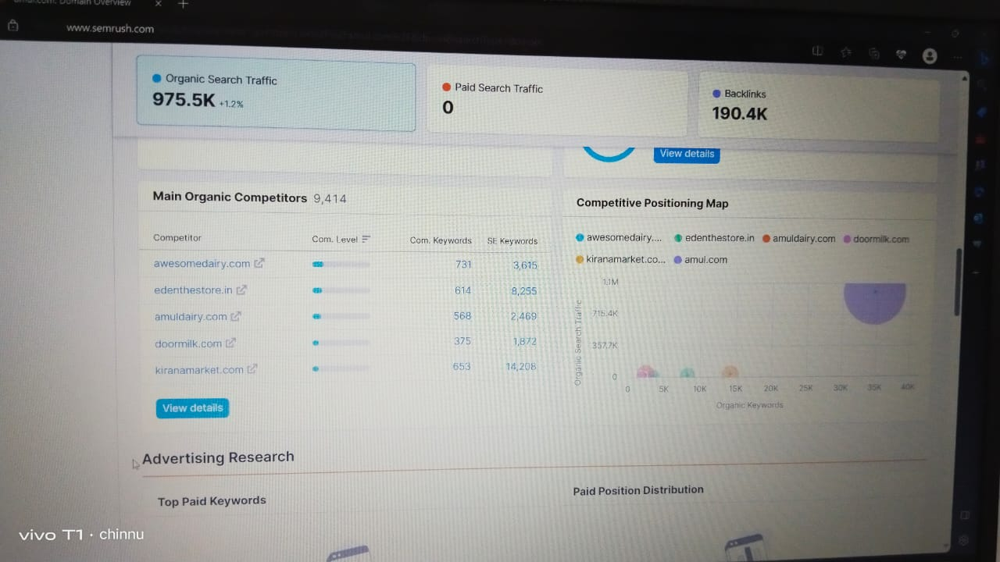 amul.com: Domain Overview
www.semrush.com
Organic Search Traffic
975.5K +1.2%
Paid Search Traffic
0
Backlinks
190.4K
View details
Main Organic Competitors 9,414
Competitor Com. Level Com. Keywords SE Keywords
awesomedairy.com 731 3,615
edenthestore.in 614 8,255
amuldairy.com 568 2,469
doormilk.com 375 1,872
kiranamarket.com 653 14,208
View details
Competitive Positioning Map
awesomedairy.... edenthestore.in amuldairy.com doormilk.com
kiranamarket.co... amul.com
Organic Search Traffic
1.1M
715.4K
357.7K
0
0 5K 10K 15K 20K 25K 30K 35K 40K
Organic Keywords
Advertising Research
Top Paid Keywords
Paid Position Distribution
vivo T1 · chinnu